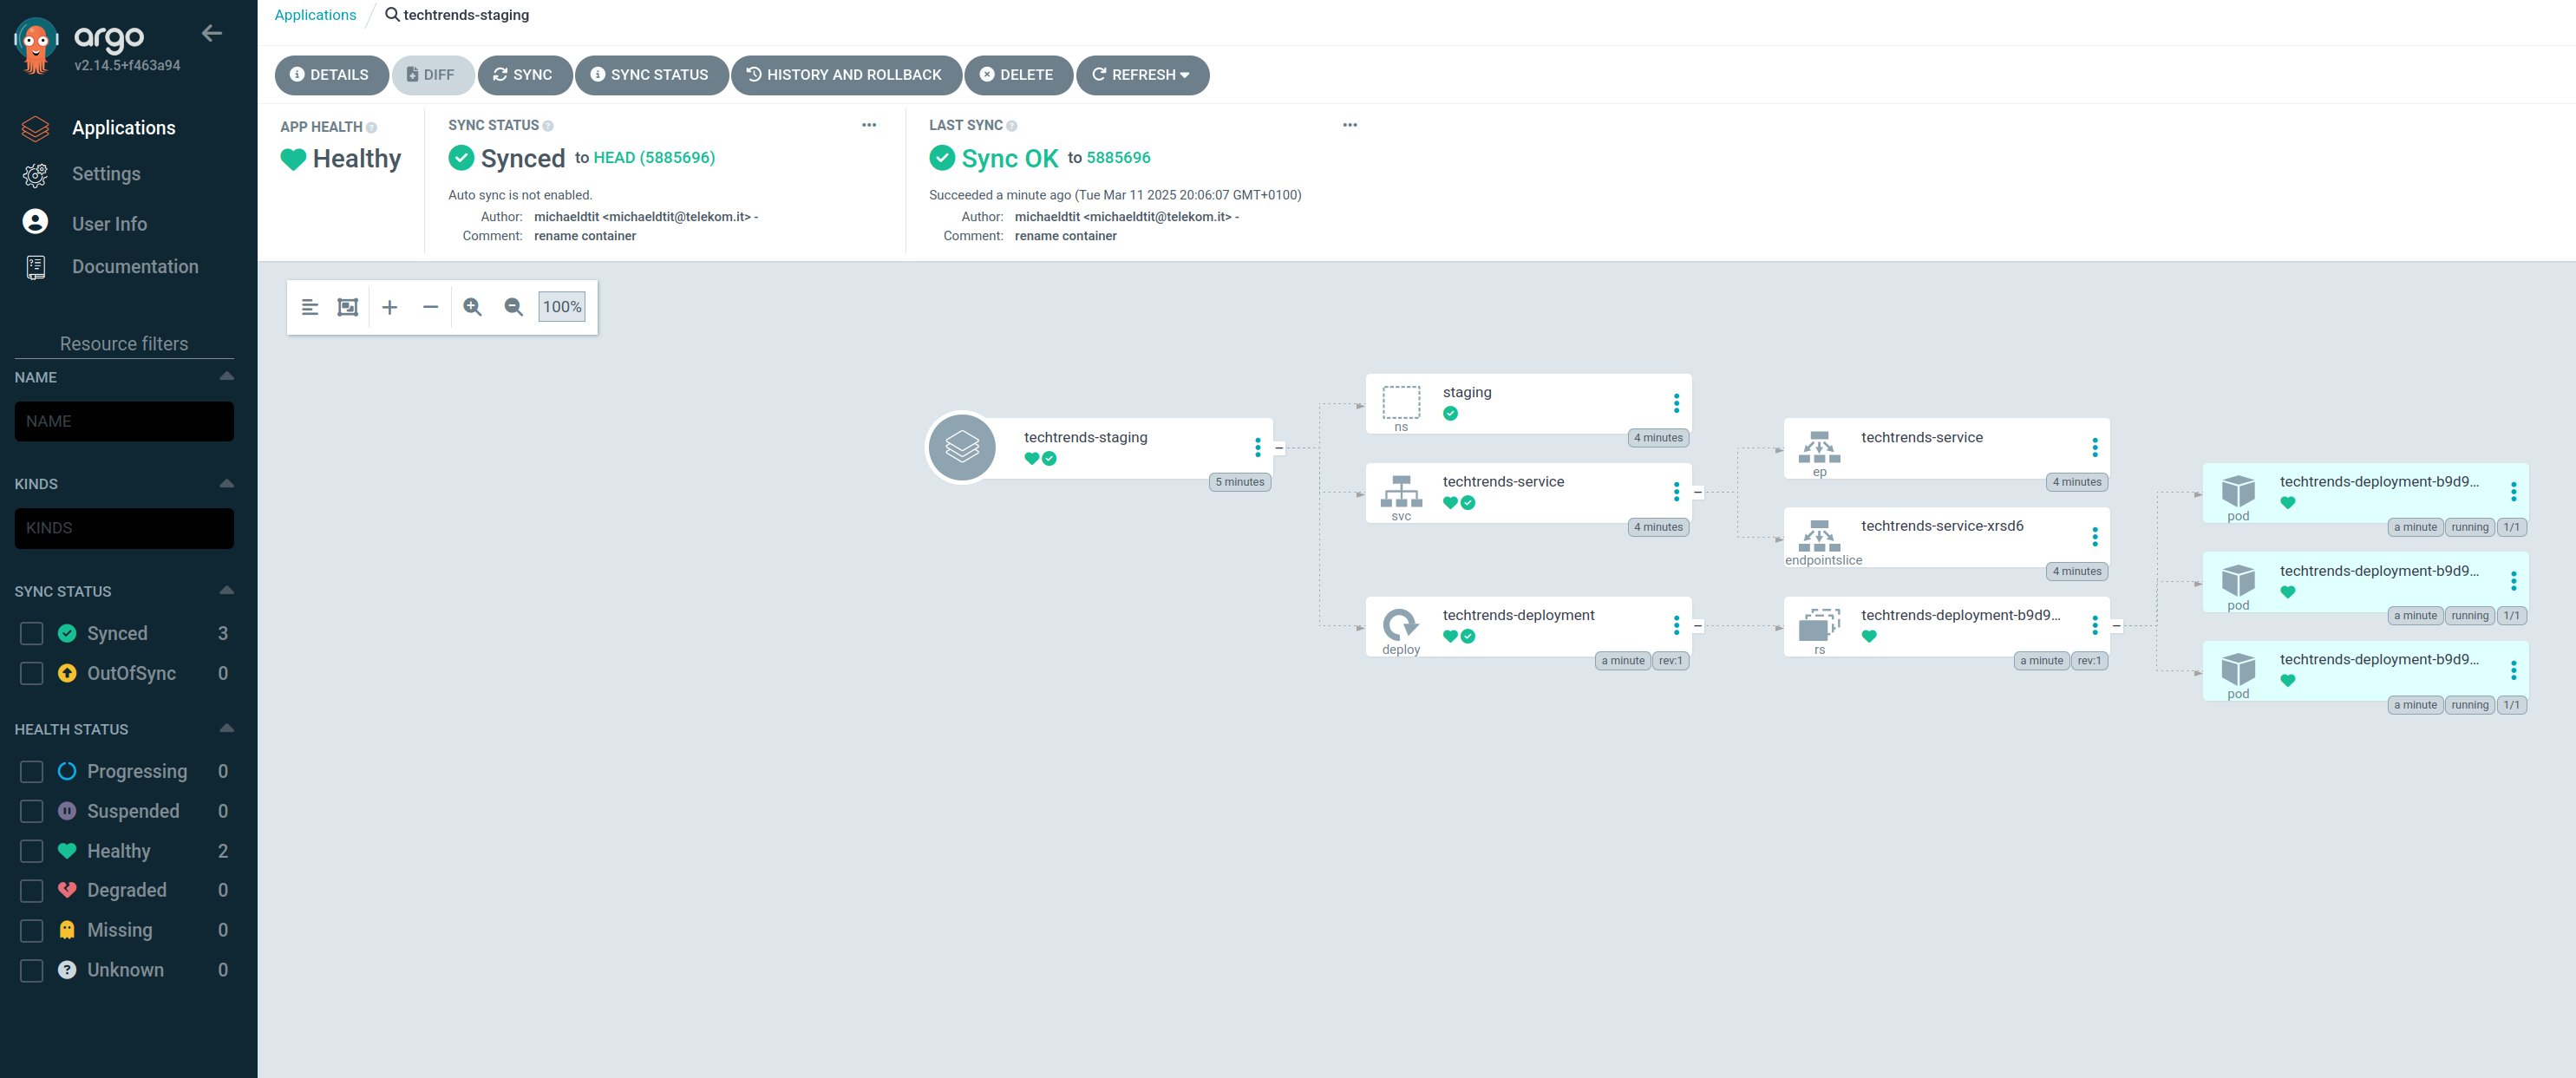 argo
v2.14.5+f463a94
Applications
Settings
User Info
Documentation
Resource filters
NAME
NAME
KINDS
KINDS
SYNC STATUS
Synced 3
OutOfSync 0
HEALTH STATUS
Progressing 0
Suspended 0
Healthy 2
Degraded 0
Missing 0
Unknown 0
Applications / techtrends-staging
DETAILS DIFF SYNC SYNC STATUS HISTORY AND ROLLBACK DELETE REFRESH
APP HEALTH
Healthy
SYNC STATUS
Synced to HEAD (5885696)
Auto sync is not enabled.
Author: michaeldtit <michaeldtit@telekom.it> -
Comment: rename container
LAST SYNC
Sync OK to 5885696
Succeeded a minute ago (Tue Mar 11 2025 20:06:07 GMT+0100)
Author: michaeldtit <michaeldtit@telekom.it> -
Comment: rename container
100%
techtrends-staging
5 minutes
staging
ns
4 minutes
techtrends-service
svc
4 minutes
techtrends-deployment
deploy
a minute rev:1
techtrends-service
ep
4 minutes
techtrends-service-xrsd6
endpointslice
4 minutes
techtrends-deployment-b9d9...
rs
a minute rev:1
techtrends-deployment-b9d9...
pod
a minute running 1/1
techtrends-deployment-b9d9...
pod
a minute running 1/1
techtrends-deployment-b9d9...
pod
a minute running 1/1